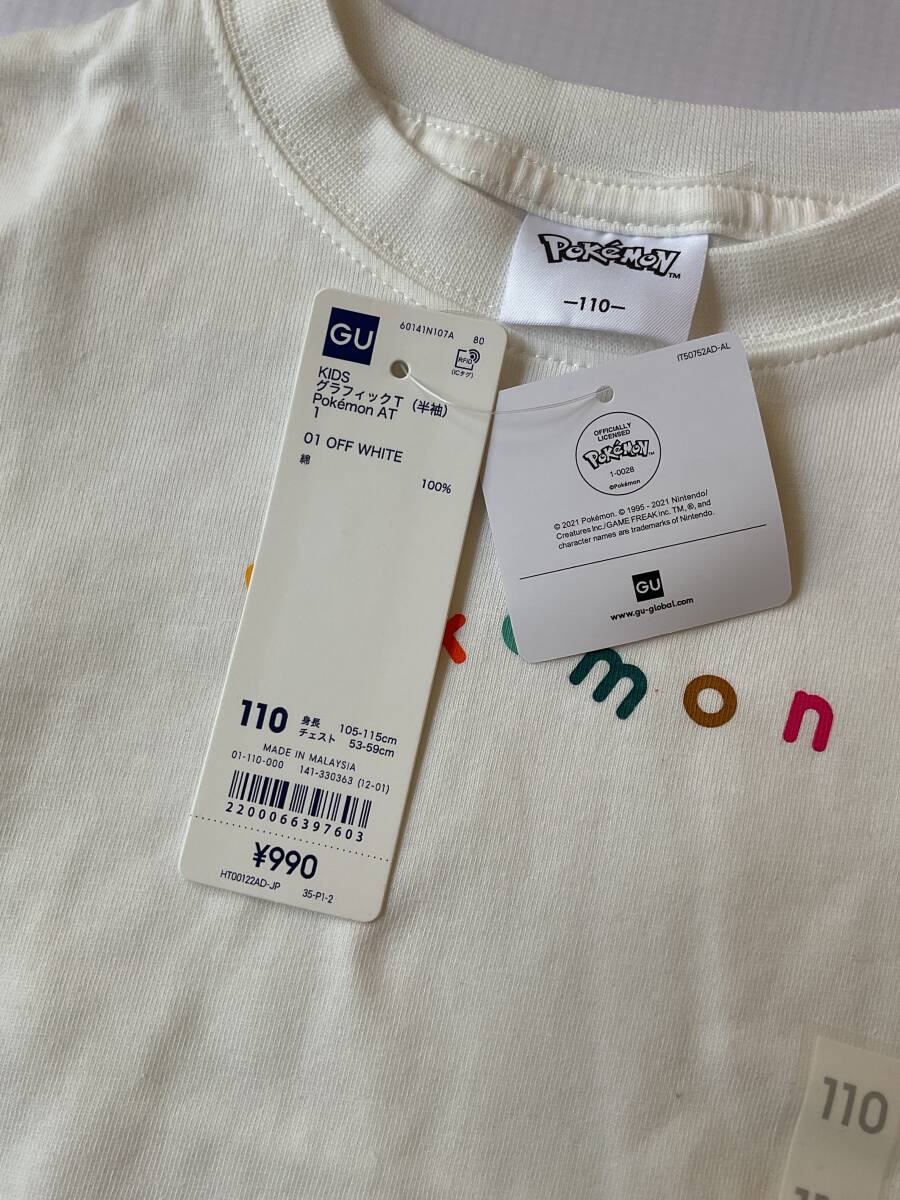 Pokémon™
-110-
GU
60141N107A 80
RFID
(ICタグ)
KIDS
グラフィックT（半袖）
Pokémon AT
1
01 OFF WHITE
綿
100%
110 身長 105-115cm
チェスト 53-59cm
MADE IN MALAYSIA
01-110-000 141-330363 (12-01)
2200066397603
¥990
HT00122AD-JP 35-P1-2
IT50752AD-AL
OFFICIALLY
LICENSED
Pokémon™
1-0028
©Pokémon
© 2021 Pokémon. © 1995 - 2021 Nintendo/
Creatures Inc./GAME FREAK inc. TM, ®, and
character names are trademarks of Nintendo.
GU
www.gu-global.com
kemon
110